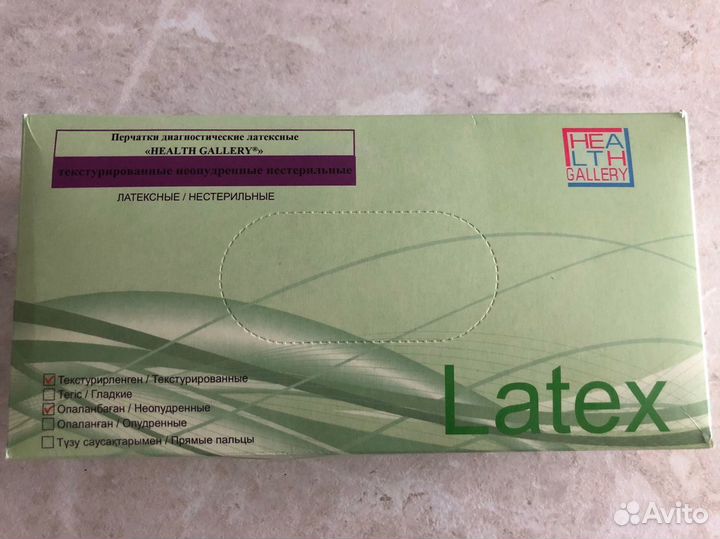 Перчатки диагностические латексные
«HEALTH GALLERY®»
текстурированные неопудренные нестерильные
ЛАТЕКСНЫЕ / НЕСТЕРИЛЬНЫЕ
HEA
LTH
GALLERY
Текстурирленген / Текстурированные
Тегіс / Гладкие
Опаланбаған / Неопудренные
Опаланған / Опудренные
Түзу саусақтарымен / Прямые пальцы
Latex
Avito